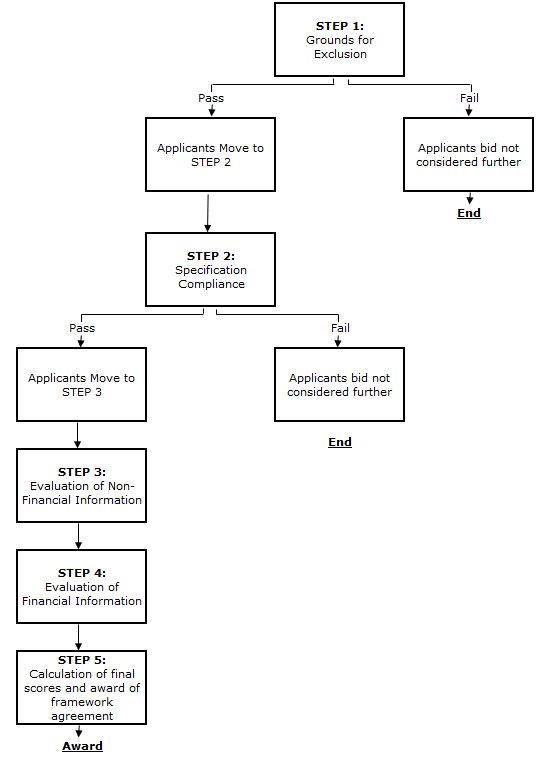 STEP 1:
Grounds for
Exclusion
Pass
Fail
Applicants Move to
STEP 2
Applicants bid not
considered further
End
STEP 2:
Specification
Compliance
Pass
Fail
Applicants Move to
STEP 3
Applicants bid not
considered further
End
STEP 3:
Evaluation of Non-
Financial Information
STEP 4:
Evaluation of
Financial Information
STEP 5:
Calculation of final
scores and award of
framework
agreement
Award